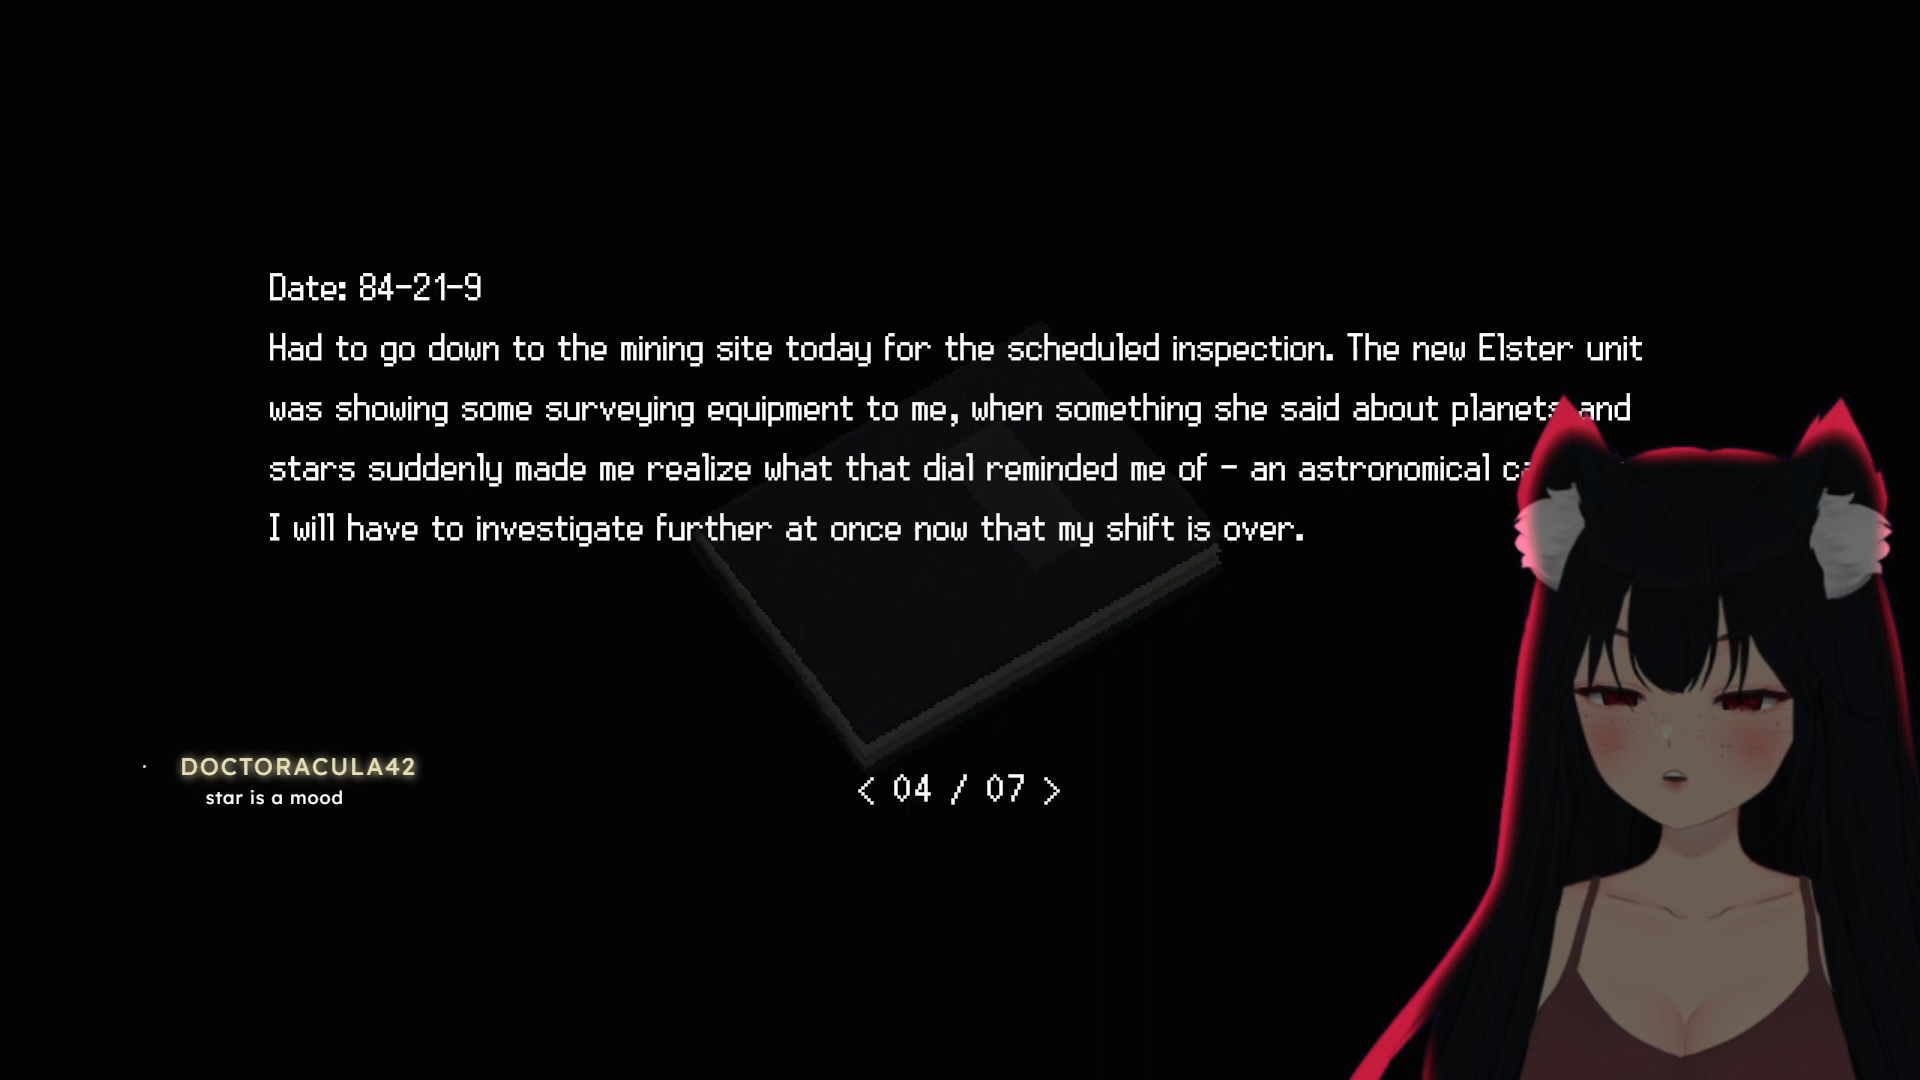 Date: 84-21-9
Had to go down to the mining site today for the scheduled inspection. The new Elster unit
was showing some surveying equipment to me, when something she said about planets and
stars suddenly made me realize what that dial reminded me of - an astronomical
I will have to investigate further at once now that my shift is over.
DOCTORACULA42
star is a mood
< 04 / 07 >